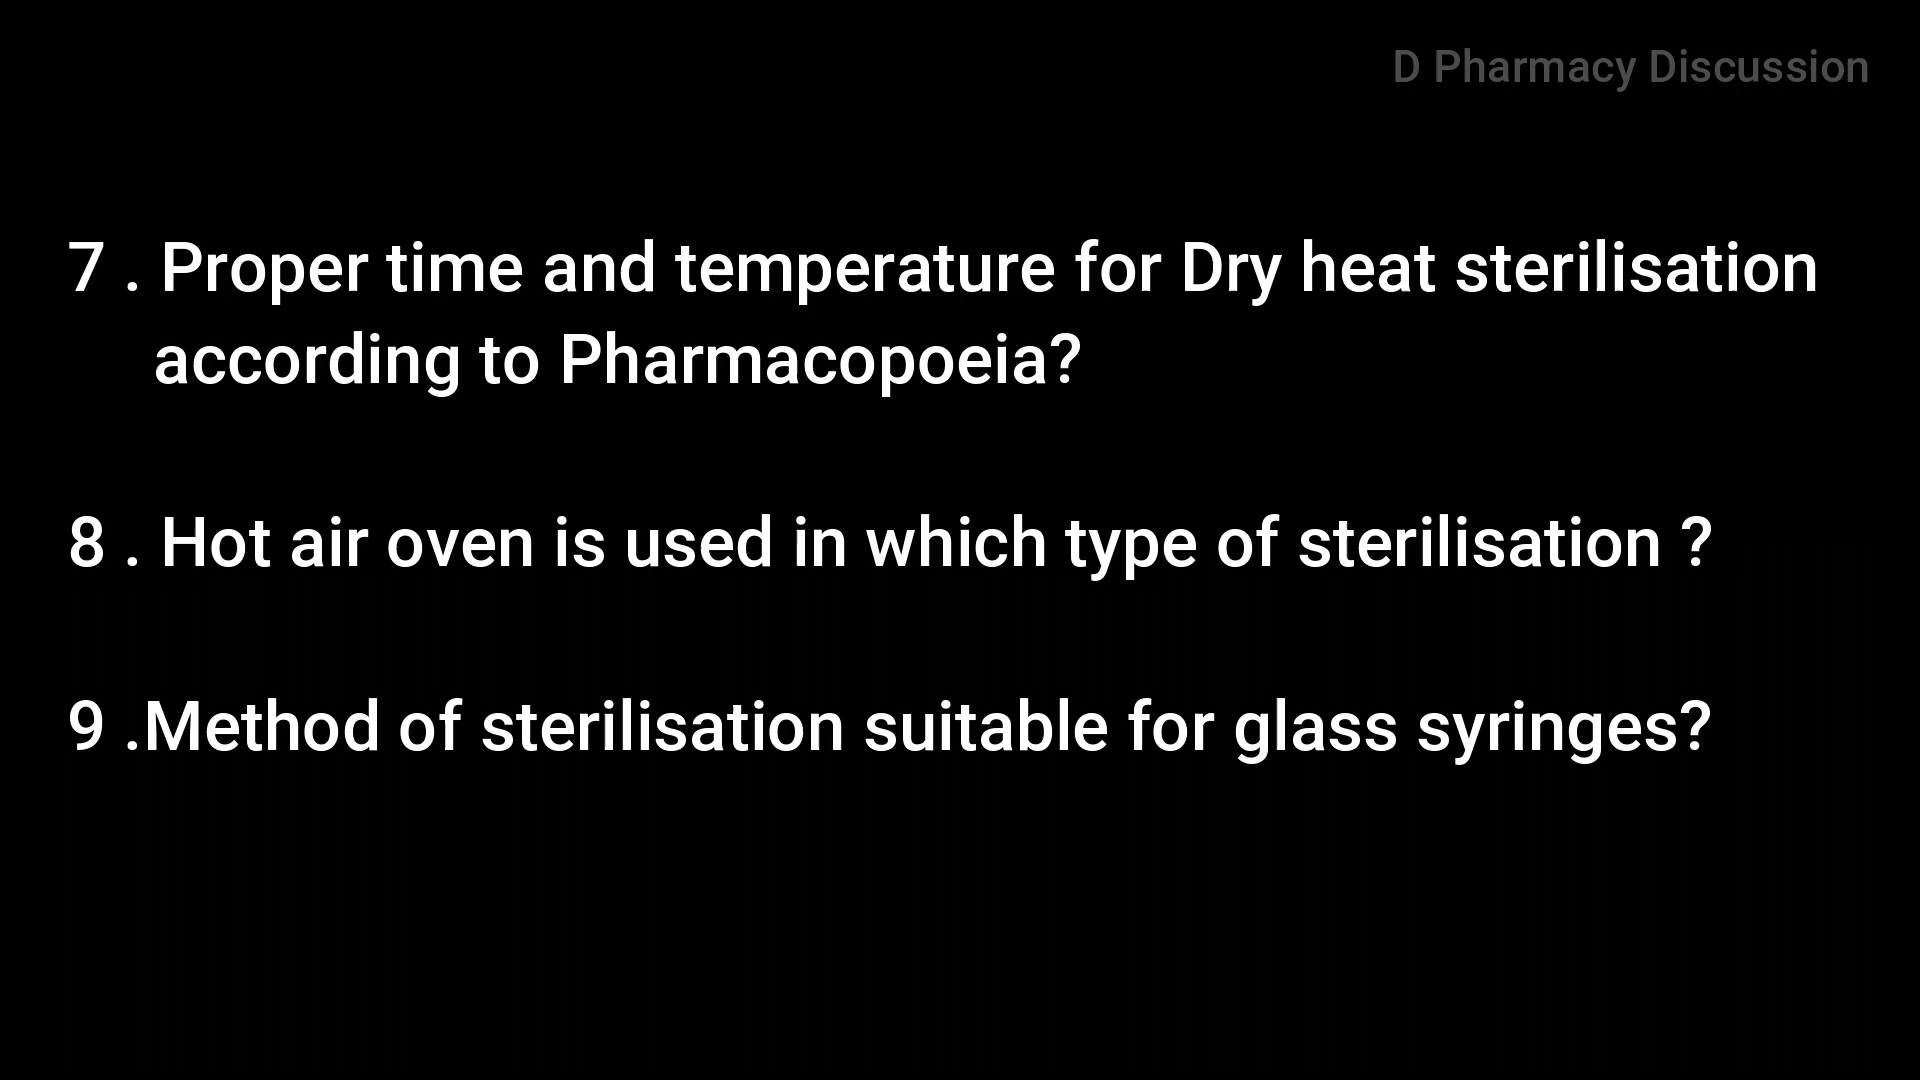 D Pharmacy Discussion
7 . Proper time and temperature for Dry heat sterilisation
according to Pharmacopoeia?
8 . Hot air oven is used in which type of sterilisation ?
9 .Method of sterilisation suitable for glass syringes?